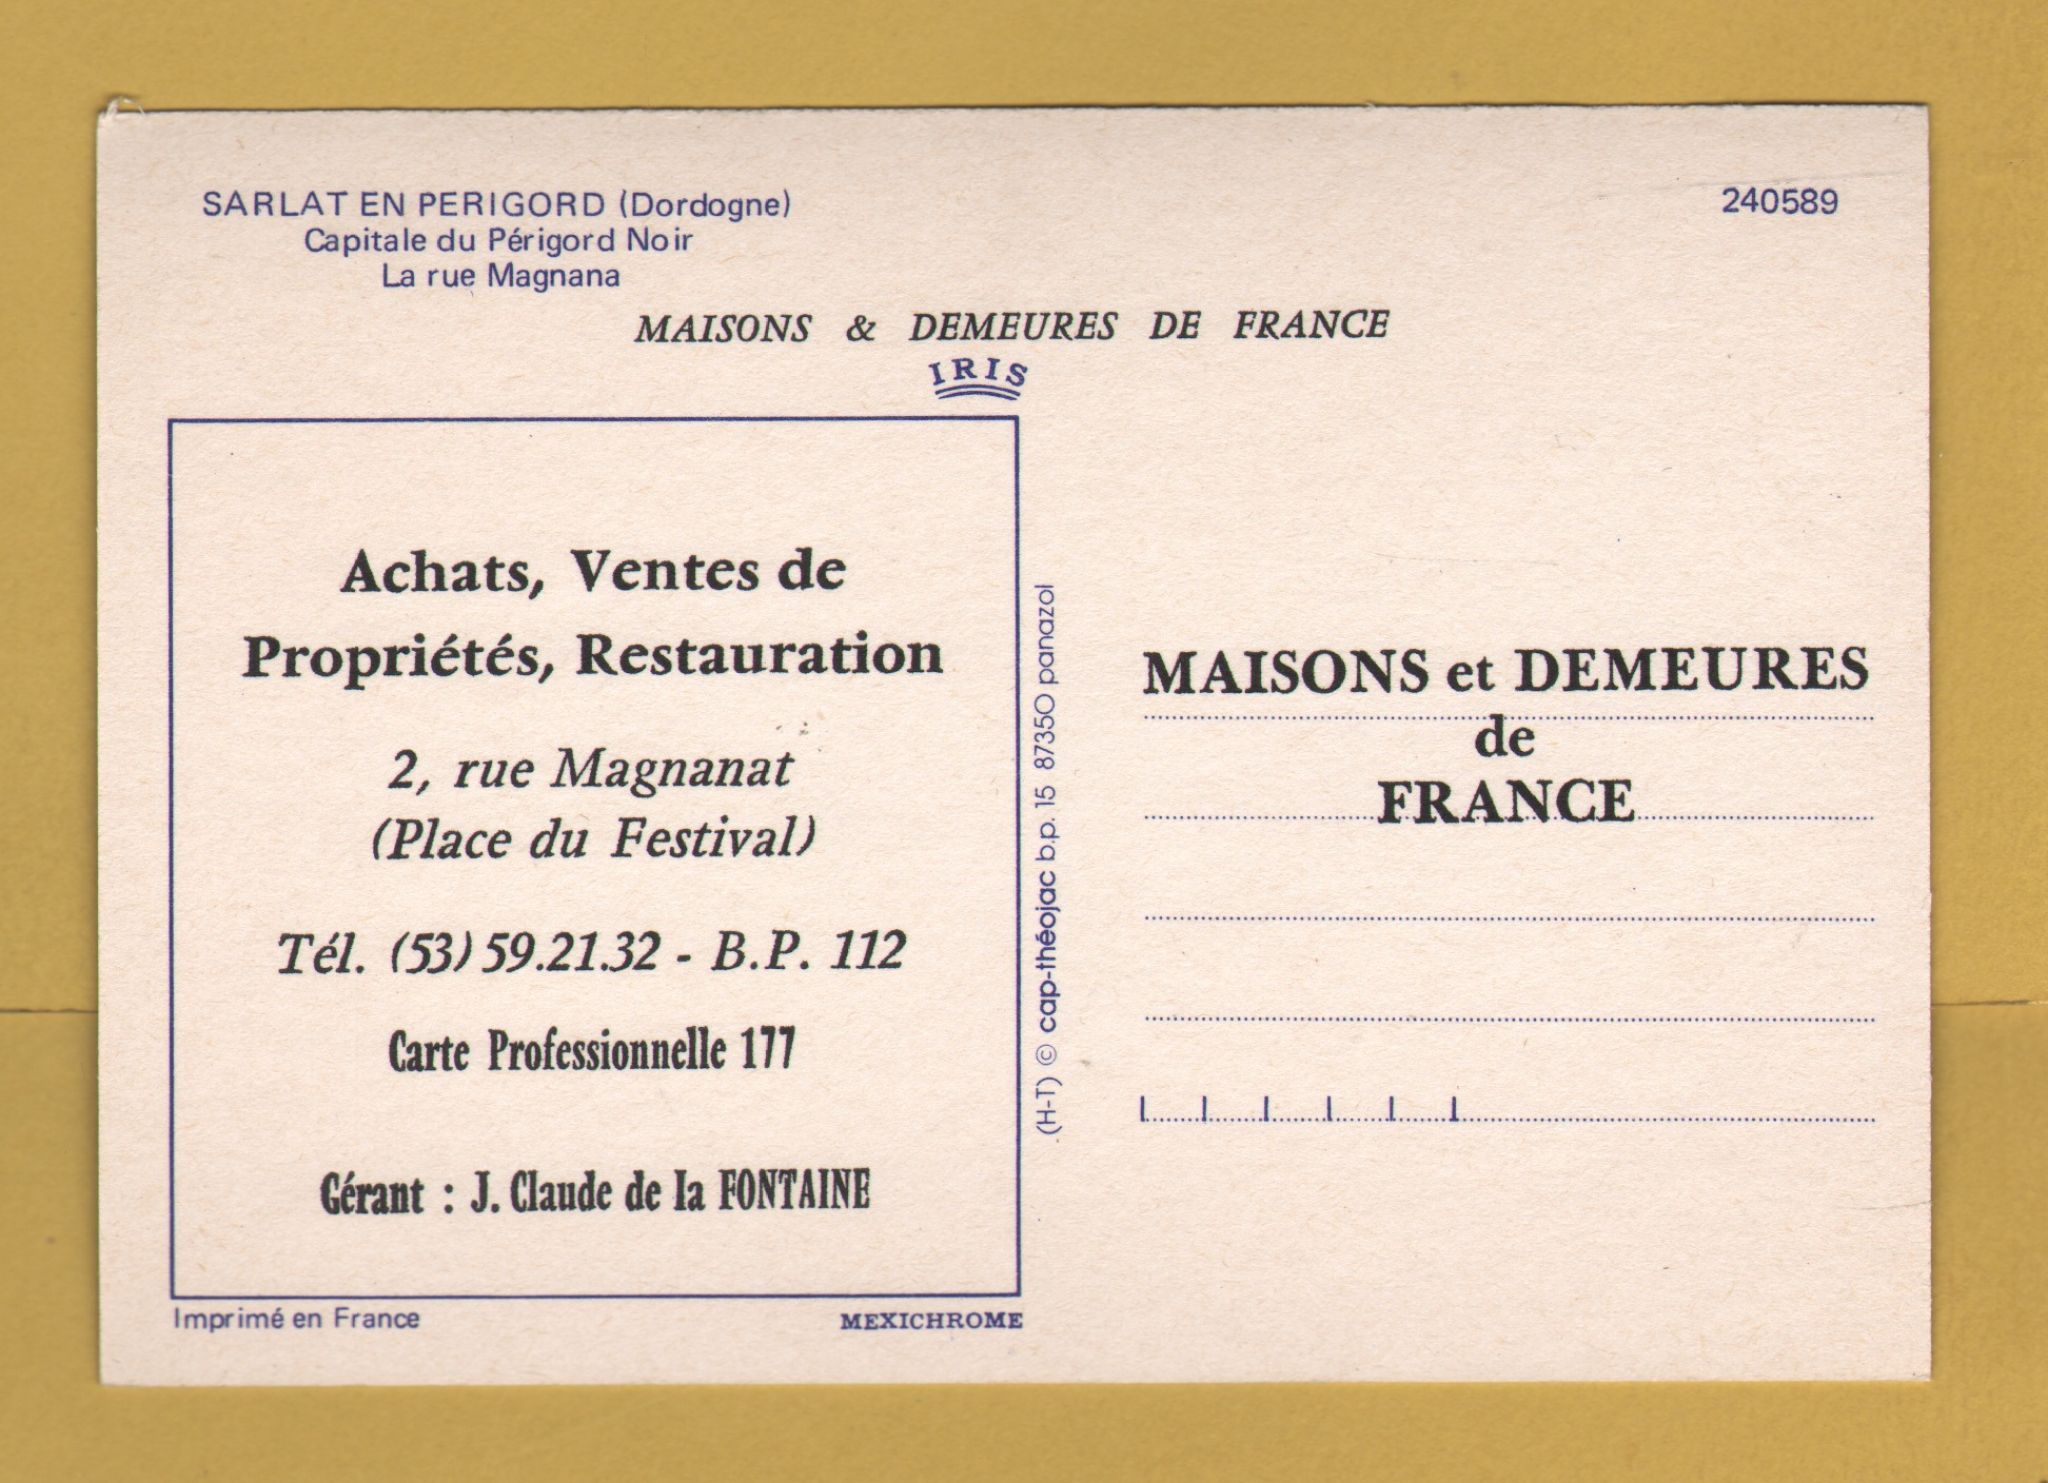 SARLAT EN PERIGORD (Dordogne)
Capitale du Périgord Noir
La rue Magnana
240589
MAISONS & DEMEURES DE FRANCE
IRIS
Achats, Ventes de
Propriétés, Restauration
2, rue Magnanat
(Place du Festival)
Tél. (53) 59.21.32 - B.P. 112
Carte Professionnelle 177
Gérant : J. Claude de la FONTAINE
Imprimé en France
MEXICHROME
(H-T) © cap-théojac b.p. 15 87350 panazol
MAISONS et DEMEURES
de
FRANCE